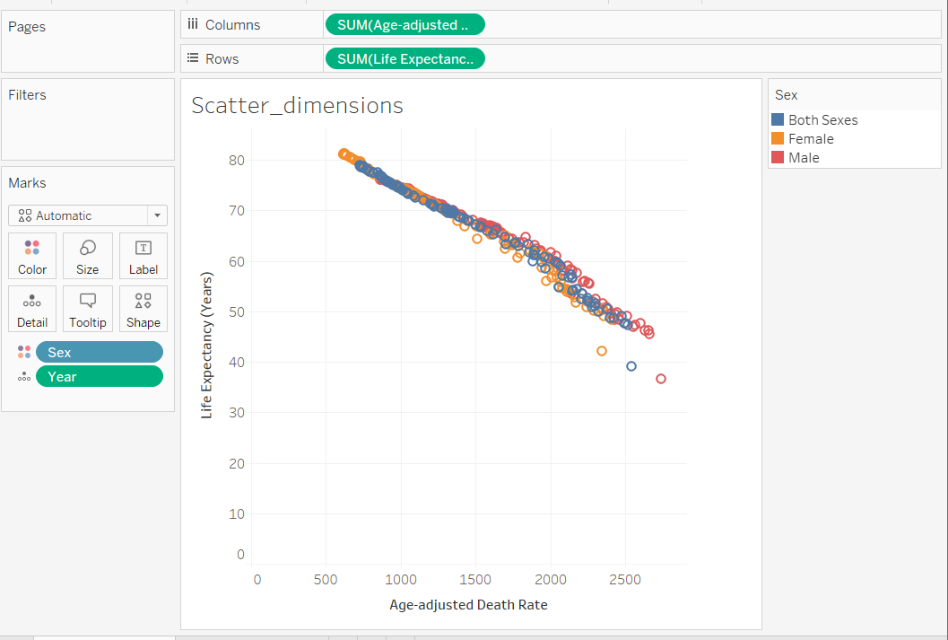 Pages
Columns
SUM(Age-adjusted ..
Rows
SUM(Life Expectanc..
Filters
Marks
Automatic
Color
Size
Label
Detail
Tooltip
Shape
Sex
Year
Scatter_dimensions
Life Expectancy (Years)
80
70
60
50
40
30
20
10
0
0
500
1000
1500
2000
2500
Age-adjusted Death Rate
Sex
Both Sexes
Female
Male